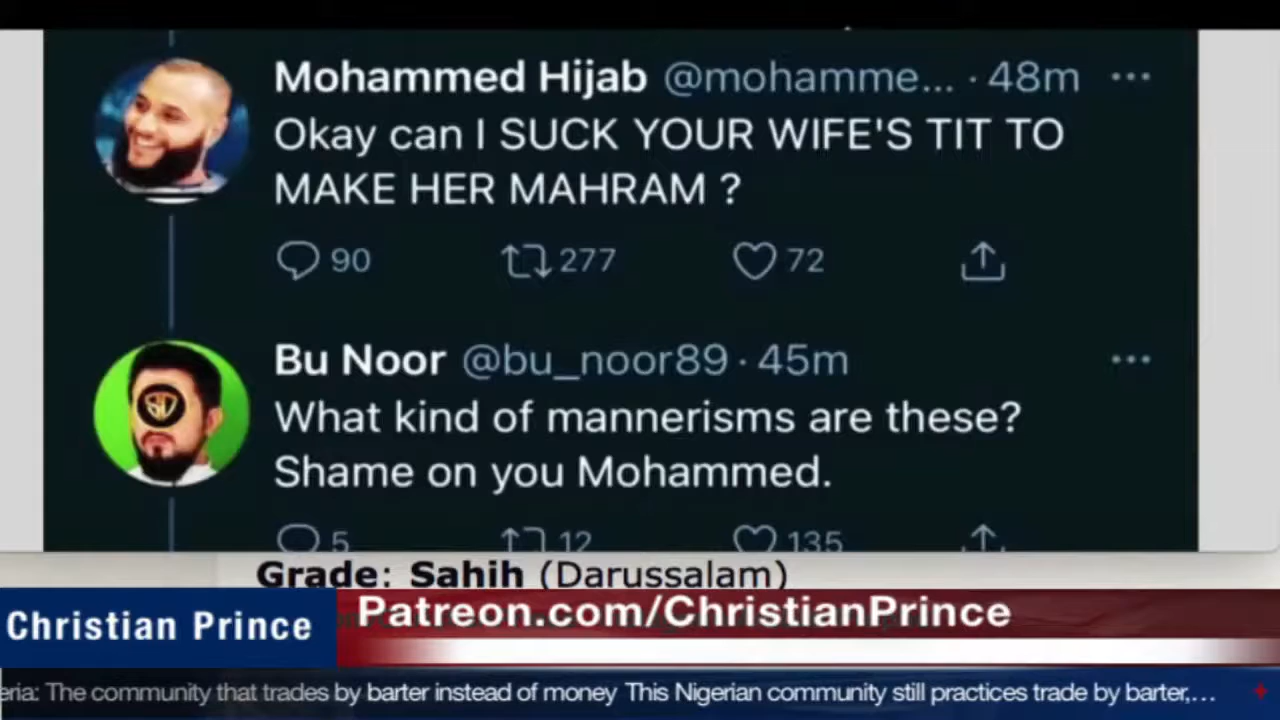 Mohammed Hijab @mohamme... · 48m ...
Okay can I SUCK YOUR WIFE'S TIT TO
MAKE HER MAHRAM ?
90 277 72
Bu Noor @bu_noor89 · 45m ...
What kind of mannerisms are these?
Shame on you Mohammed.
5 12 135
Grade: Sahih (Darussalam)
Christian Prince
Patreon.com/ChristianPrince
eria: The community that trades by barter instead of money This Nigerian community still practices trade by barter,...